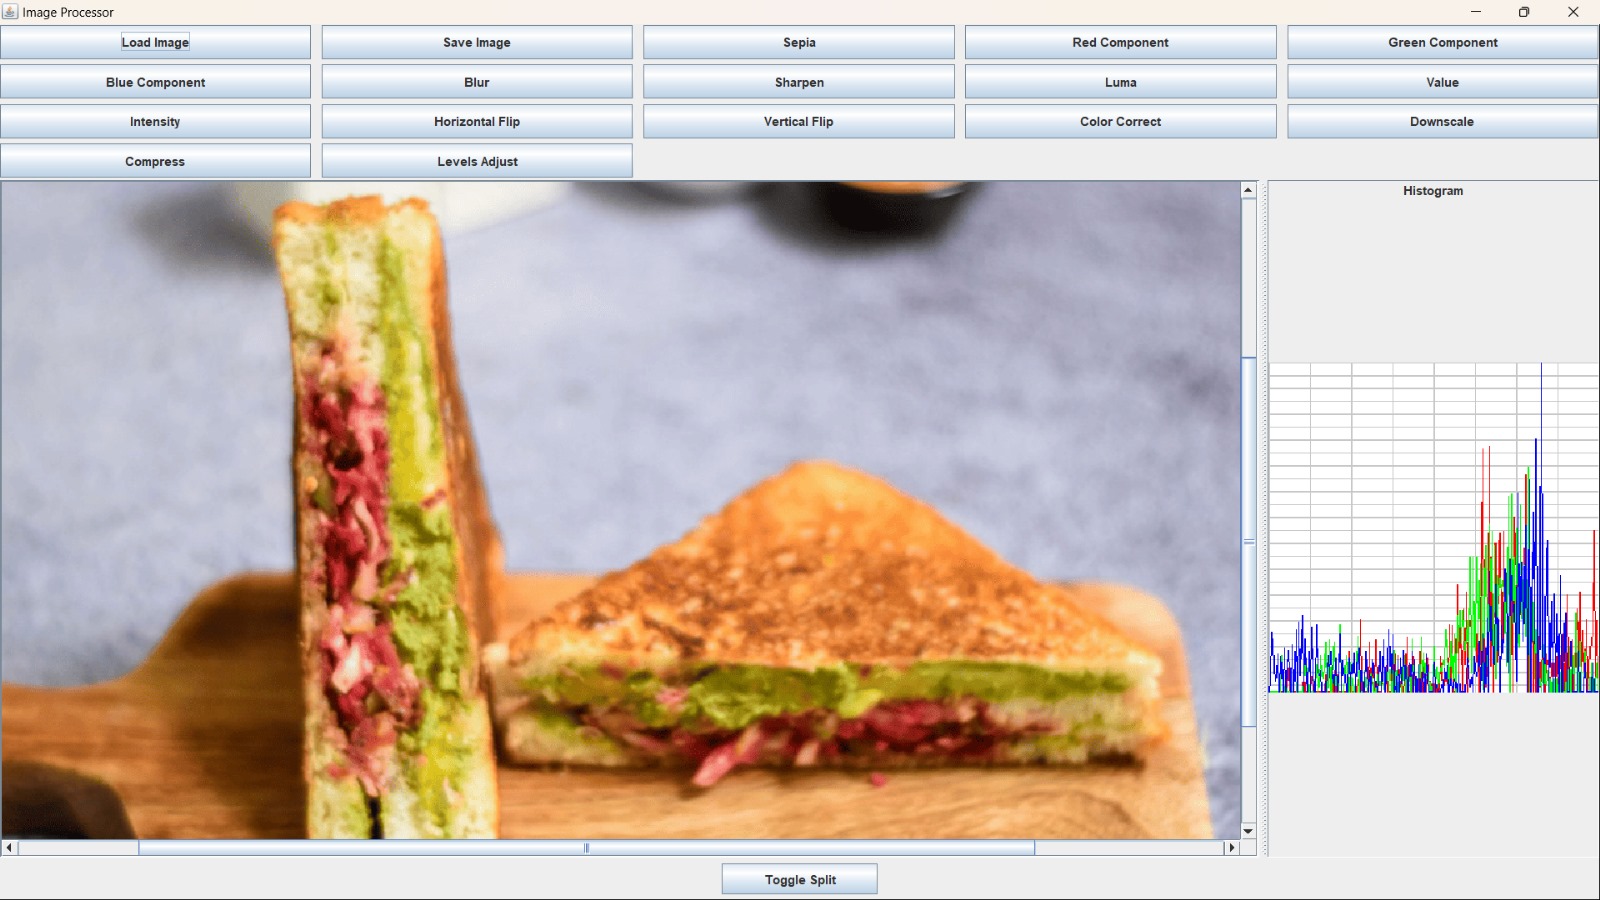 Image Processor
Load Image Save Image Sepia Red Component Green Component
Blue Component Blur Sharpen Luma Value
Intensity Horizontal Flip Vertical Flip Color Correct Downscale
Compress Levels Adjust
Histogram
Toggle Split